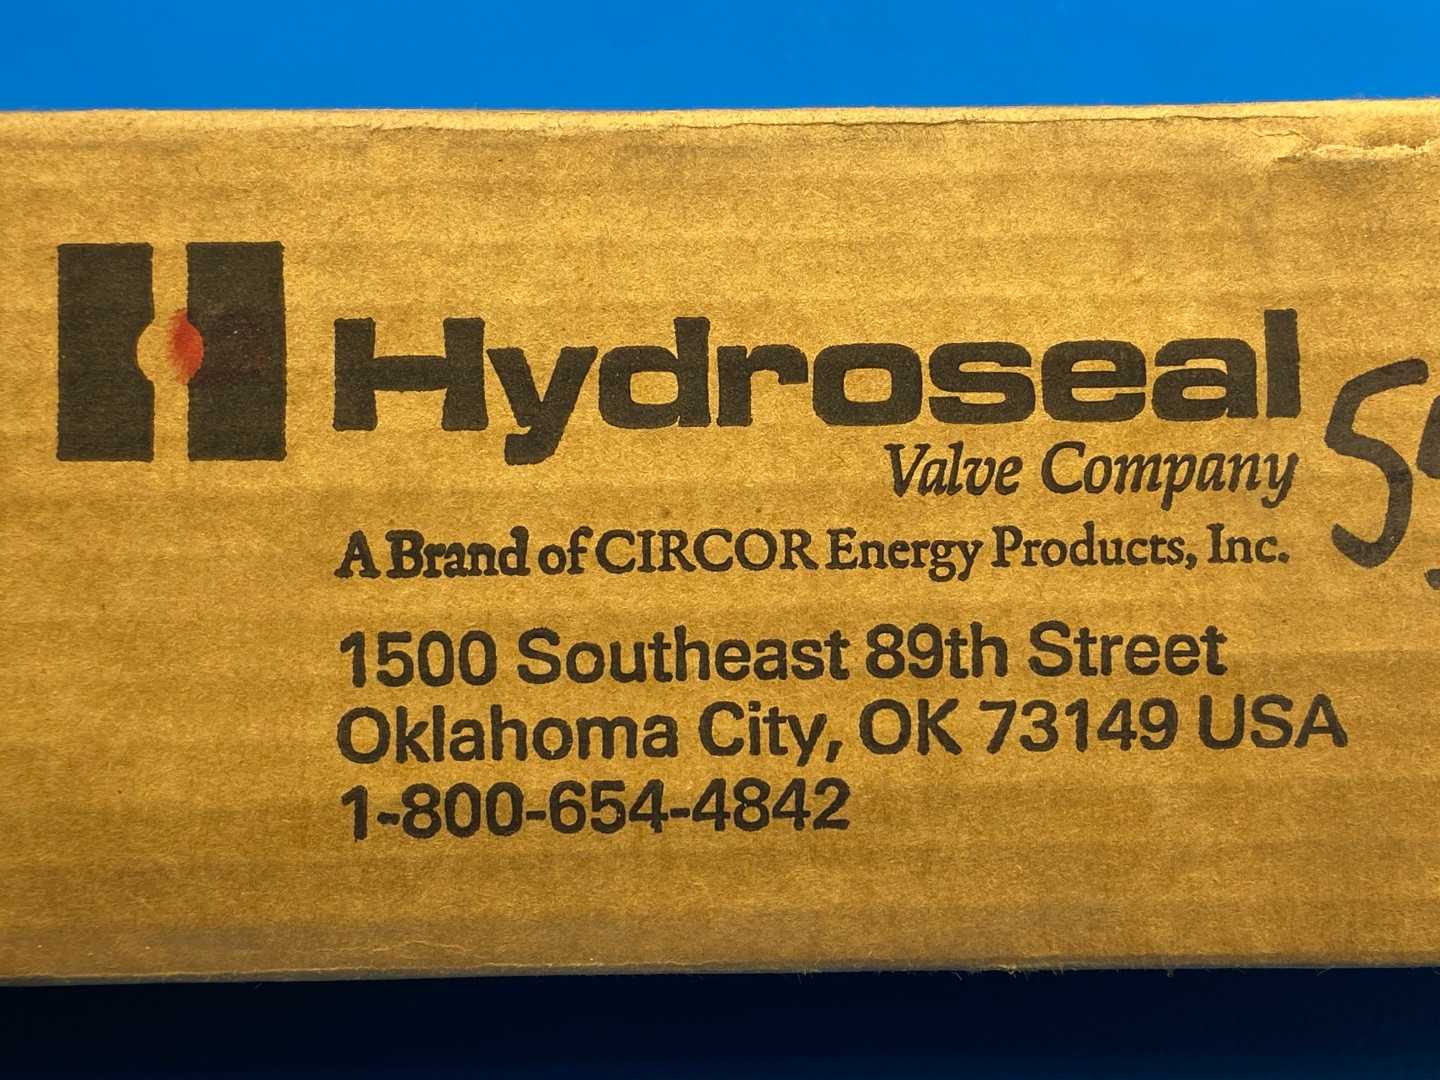 Hydroseal
Valve Company
A Brand of CIRCOR Energy Products, Inc.
1500 Southeast 89th Street
Oklahoma City, OK 73149 USA
1-800-654-4842